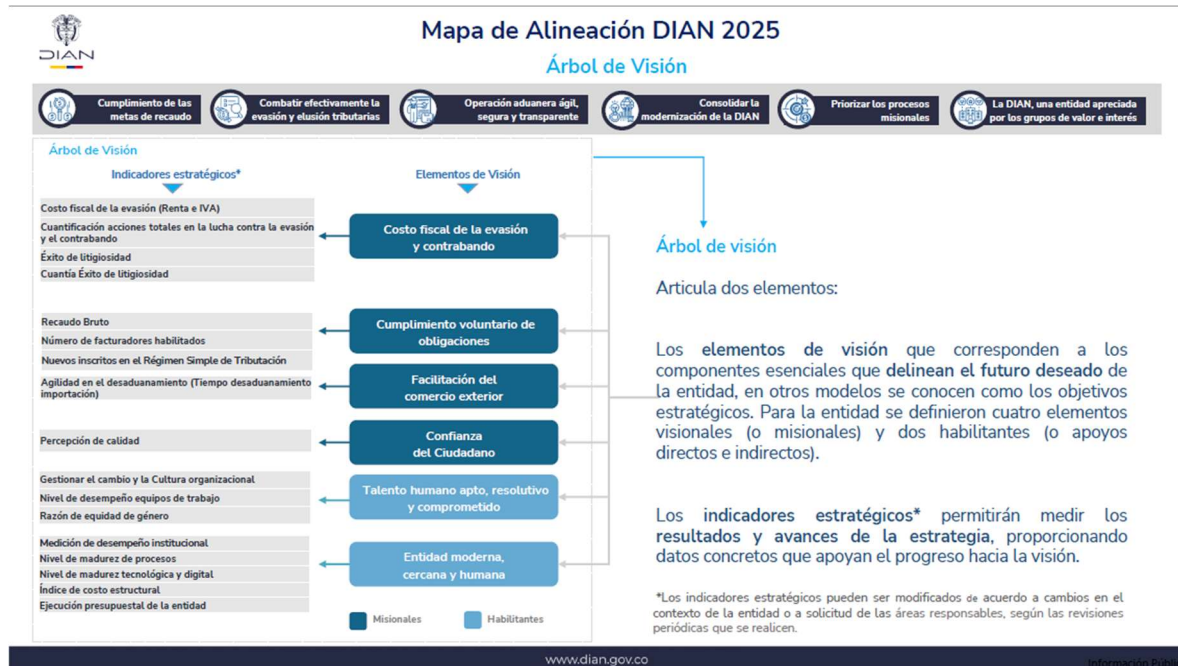 DIAN
Mapa de Alineación DIAN 2025
Árbol de Visión
Cumplimiento de las
metas de recaudo
Combatir efectivamente la
evasión y elusión tributarias
Operación aduanera ágil,
segura y transparente
Consolidar la
modernización de la DIAN
Priorizar los procesos
misionales
La DIAN, una entidad apreciada
por los grupos de valor e interés
Árbol de Visión
Indicadores estratégicos*
Elementos de Visión
Costo fiscal de la evasión (Renta e IVA)
Cuantificación acciones totales en la lucha contra la evasión
y el contrabando
Éxito de litigiosidad
Cuantía Éxito de litigiosidad
Costo fiscal de la evasión
y contrabando
Recaudo Bruto
Número de facturadores habilitados
Nuevos inscritos en el Régimen Simple de Tributación
Cumplimiento voluntario de
obligaciones
Agilidad en el desaduanamiento (Tiempo desaduanamiento
importación)
Facilitación del
comercio exterior
Percepción de calidad
Confianza
del Ciudadano
Gestionar el cambio y la Cultura organizacional
Nivel de desempeño equipos de trabajo
Razón de equidad de género
Talento humano apto, resolutivo
y comprometido
Medición de desempeño institucional
Nivel de madurez de procesos
Nivel de madurez tecnológica y digital
Índice de costo estructural
Ejecución presupuestal de la entidad
Entidad moderna,
cercana y humana
Misionales
Habilitantes
Árbol de visión
Articula dos elementos:
Los elementos de visión que corresponden a los
componentes esenciales que delinean el futuro deseado de
la entidad, en otros modelos se conocen como los objetivos
estratégicos. Para la entidad se definieron cuatro elementos
visionales (o misionales) y dos habilitantes (o apoyos
directos e indirectos).
Los indicadores estratégicos* permitirán medir los
resultados y avances de la estrategia, proporcionando
datos concretos que apoyan el progreso hacia la visión.
*Los indicadores estratégicos pueden ser modificados de acuerdo a cambios en el
contexto de la entidad o a solicitud de las áreas responsables, según las revisiones
periódicas que se realicen.
www.dian.gov.co
Información